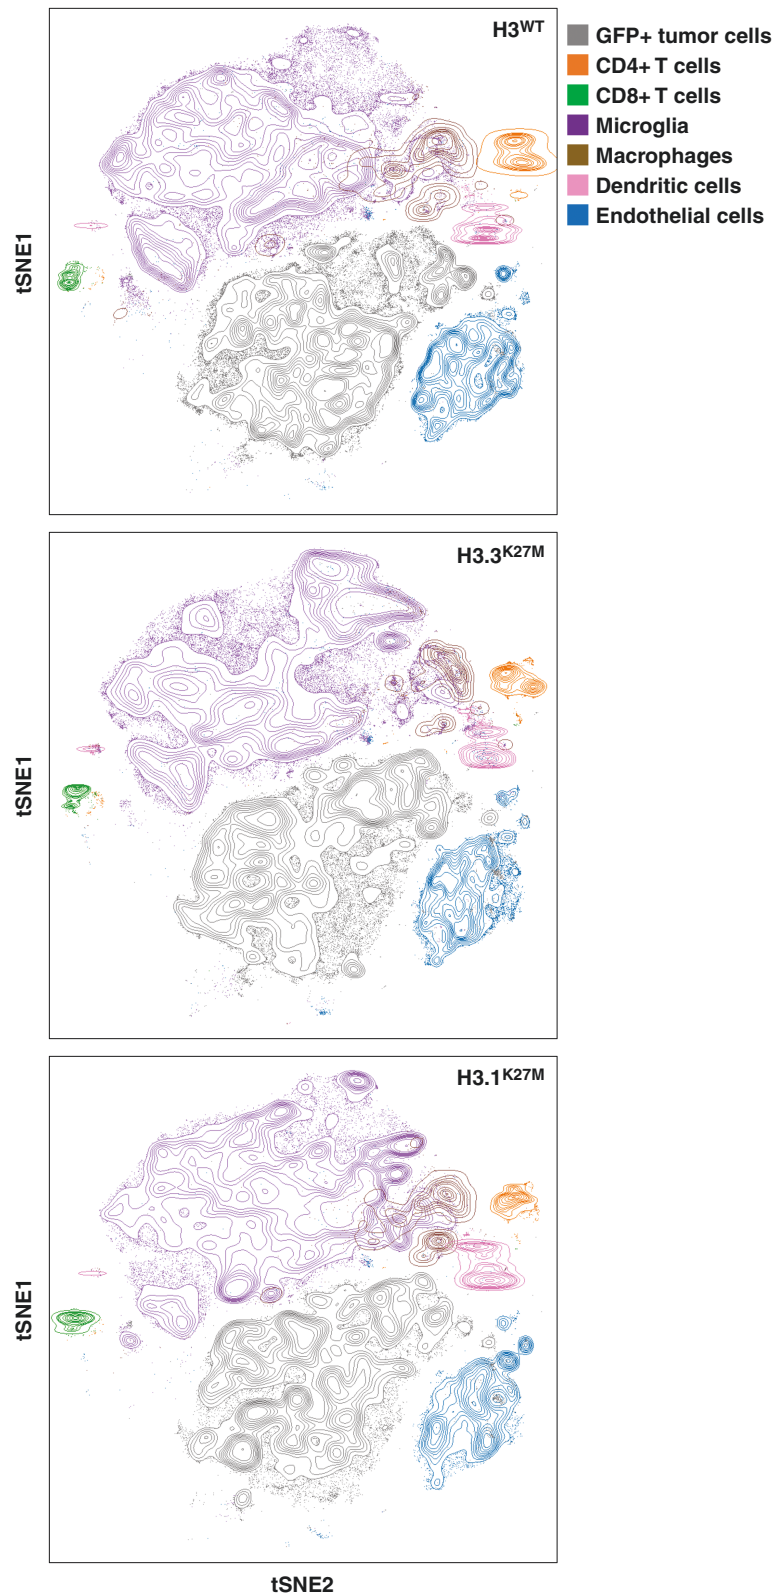 H3WT
GFP+ tumor cells
CD4+ T cells
CD8+ T cells
Microglia
Macrophages
Dendritic cells
Endothelial cells
tSNE1
H3.3K27M
tSNE1
H3.1K27M
tSNE1
tSNE2